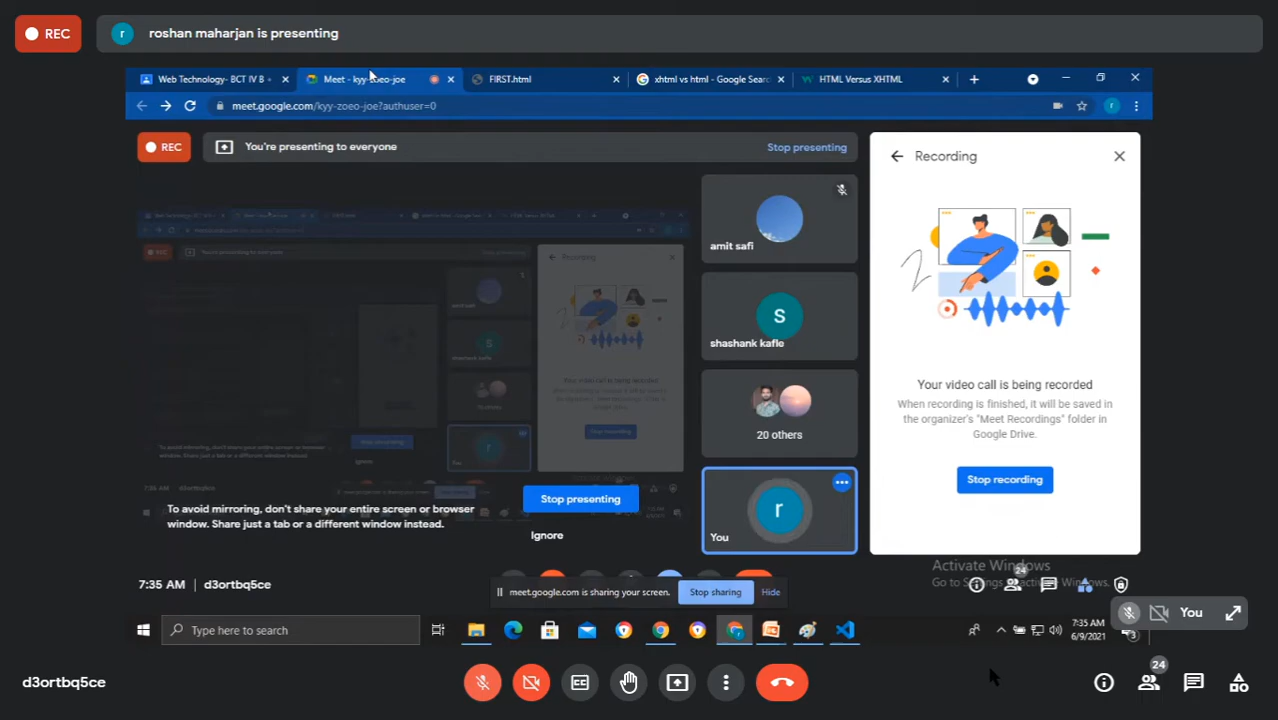 REC
r roshan maharjan is presenting
Web Technology- BCT IV B
Meet - kyy-zoeo-joe
FIRST.html
xhtml vs html - Google Searc
HTML Versus XHTML
meet.google.com/kyy-zoeo-joe?authuser=0
r
REC
You're presenting to everyone
Stop presenting
Recording
amit safi
s
shashank kafle
20 others
r
You
Your video call is being recorded
When recording is finished, it will be saved in
the organizer's "Meet Recordings" folder in
Google Drive.
Stop recording
To avoid mirroring, don't share your entire screen or browser
window. Share just a tab or a different window instead.
Stop presenting
Ignore
7:35 AM d3ortbq5ce
meet.google.com is sharing your screen.
Stop sharing
Hide
Activate Windows
24
You
Type here to search
7:35 AM
6/9/2021
3
d3ortbq5ce
24